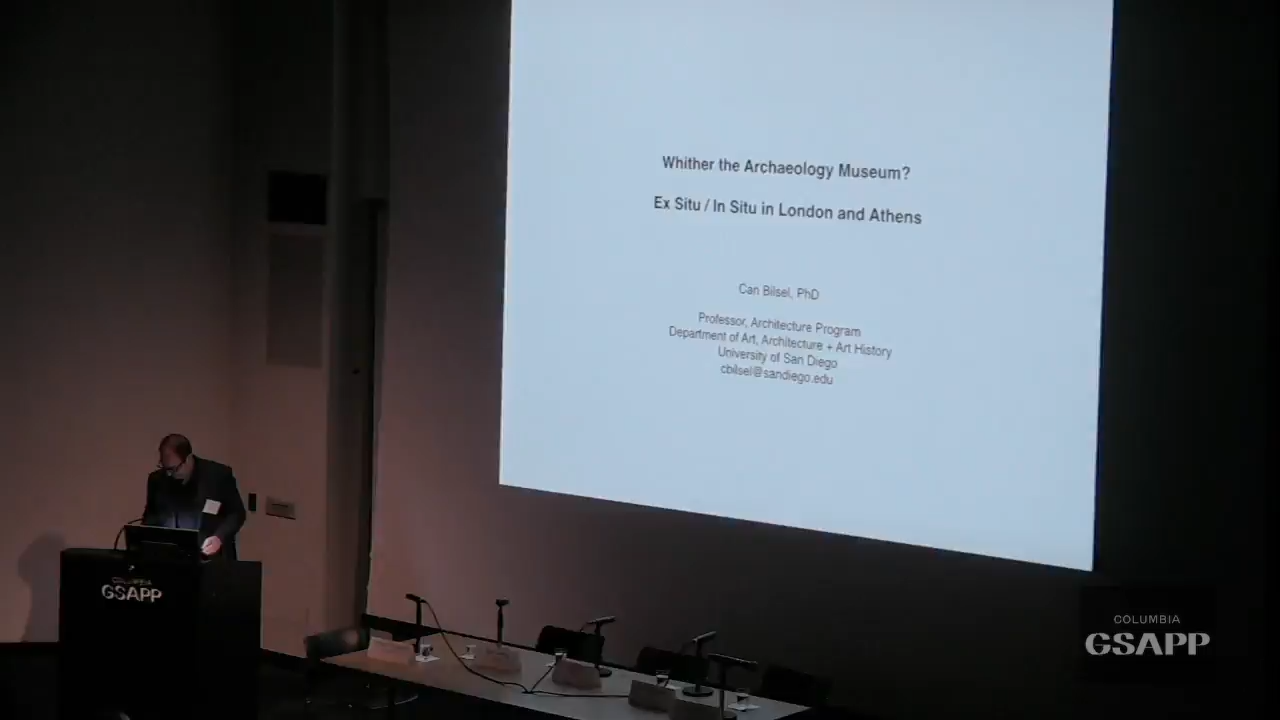 Whither the Archaeology Museum?
Ex Situ / In Situ in London and Athens
Can Bilsel, PhD
Professor, Architecture Program
Department of Art, Architecture + Art History
University of San Diego
cbilsel@sandiego.edu
COLUMBIA
GSAPP
COLUMBIA
GSAPP